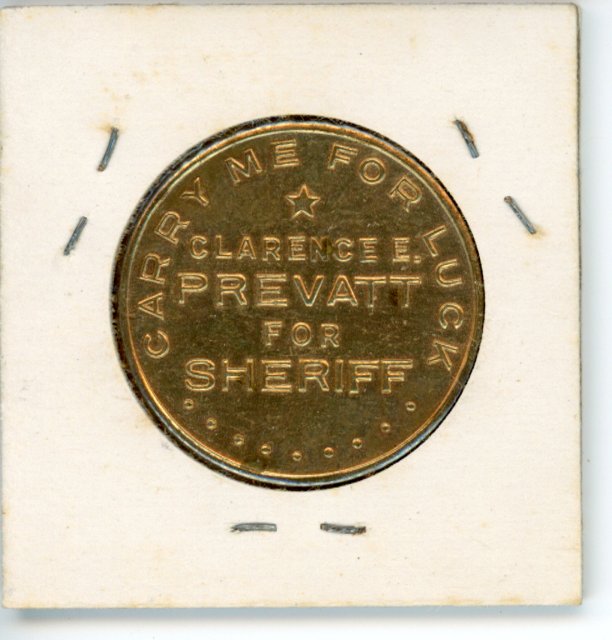 CARRY ME FOR LUCK
CLARENCE E.
PREVATT
FOR
SHERIFF